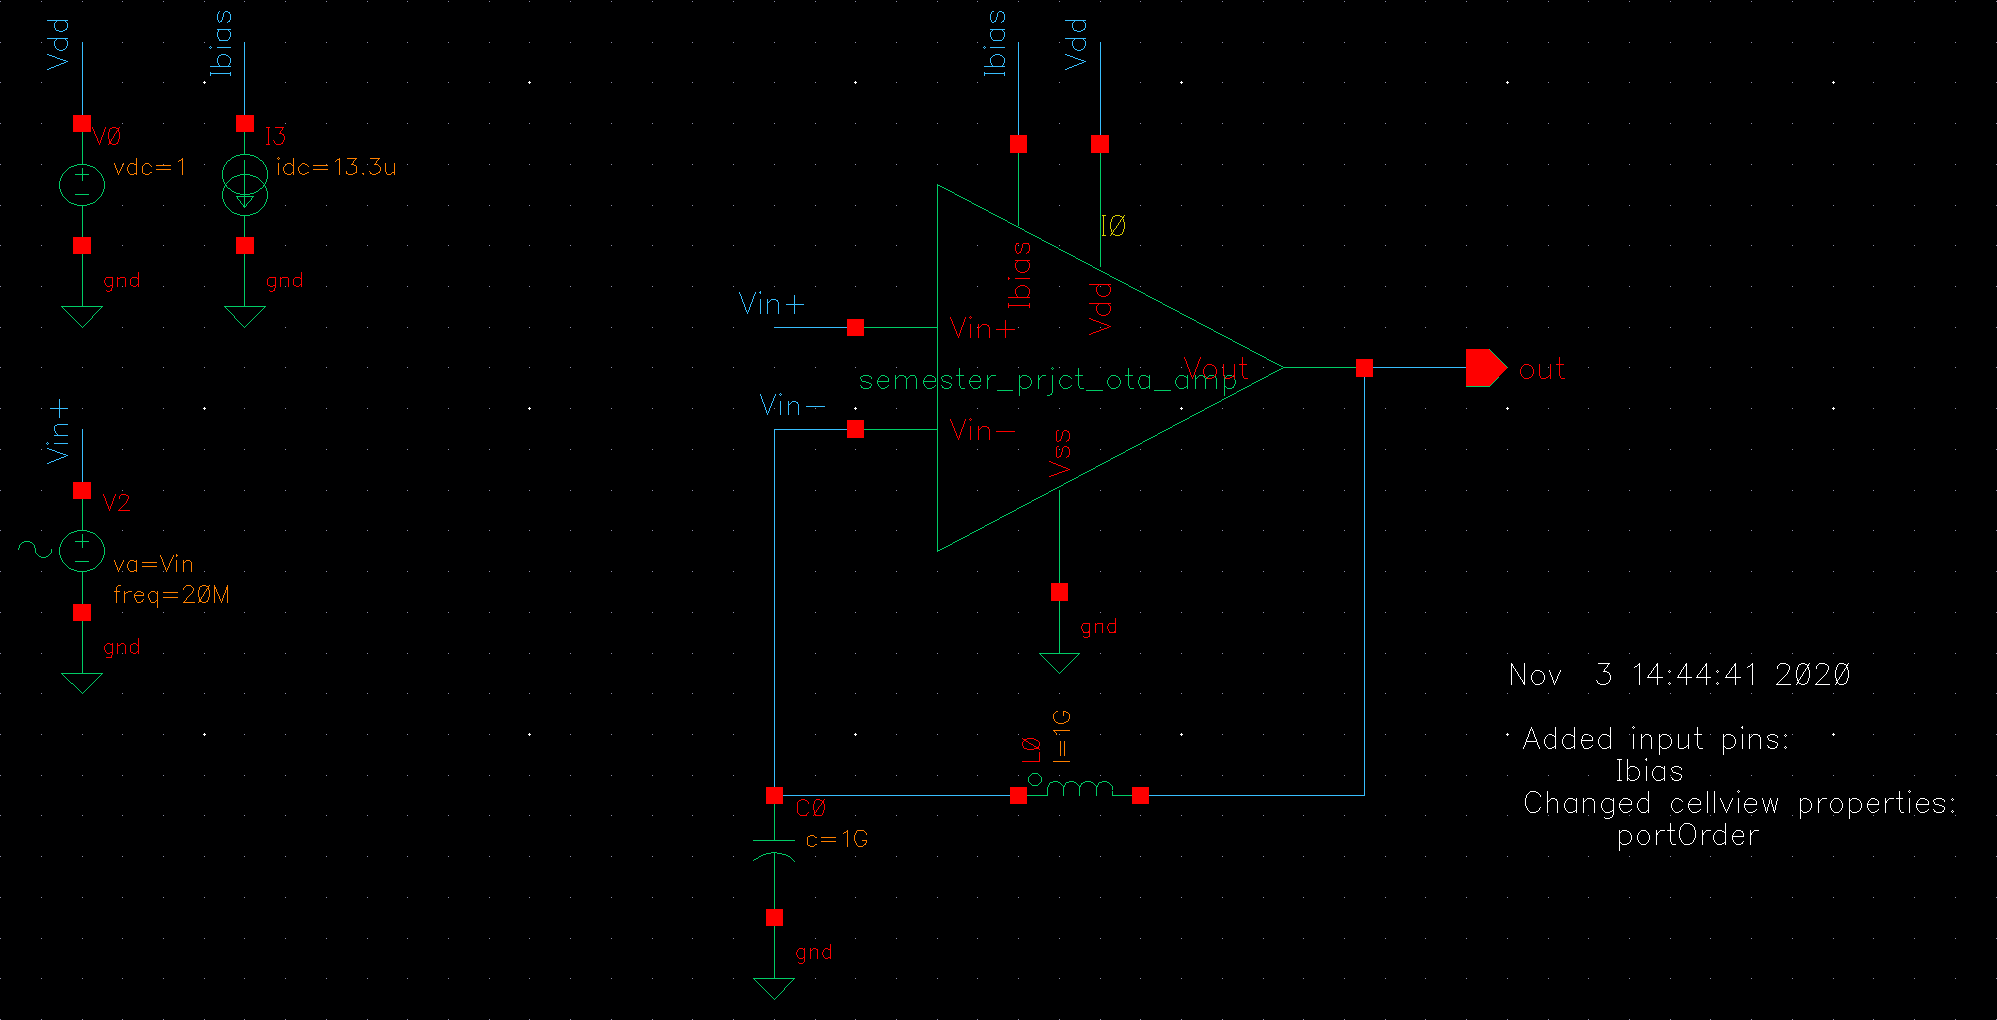 Vdd
Ibias
Ibias
Vdd
V0
vdc=1
I3
idc=13.3u
gnd
gnd
I0
Ibias
Vdd
Vin+
Vin+
Vout
out
semester_prjct_ota_amp
Vin-
Vin-
Vss
Vin+
V2
va=Vin
freq=20M
gnd
gnd
L0
l=1G
C0
c=1G
gnd
Nov 3 14:44:41 2020
Added input pins:
Ibias
Changed cellview properties:
portOrder